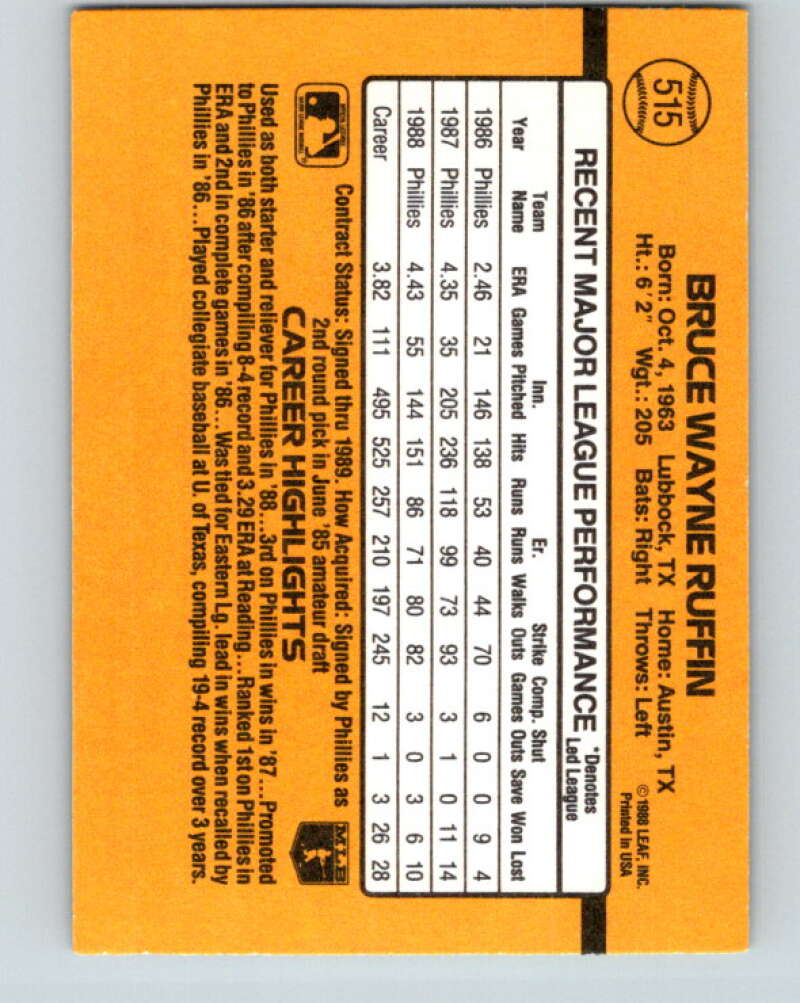 515
BRUCE WAYNE RUFFIN
Born: Oct. 4, 1963 Lubbock, TX Home: Austin, TX
Ht.: 6'2" Wgt.: 205 Bats: Right Throws: Left
©1988 LEAF, INC.
Printed in USA
RECENT MAJOR LEAGUE PERFORMANCE *Denotes
Led League
Team Inn. Er. Strike Comp. Shut
Year Name ERA Games Pitched Hits Runs Runs Walks Outs Games Outs Save Won Lost
1986 Phillies 2.46 21 146 138 53 40 44 70 6 0 0 9 4
1987 Phillies 4.35 35 205 236 118 99 73 93 3 1 0 11 14
1988 Phillies 4.43 55 144 151 86 71 80 82 3 0 3 6 10
Career 3.82 111 495 525 257 210 197 245 12 1 3 26 28
Contract Status: Signed thru 1989. How Acquired: Signed by Phillies as
2nd round pick in June '85 amateur draft
MLB
CAREER HIGHLIGHTS
Used as both starter and reliever for Phillies in '88...3rd on Phillies in wins in '87...Promoted
to Phillies in '86 after compiling 8-4 record and 3.29 ERA at Reading...Ranked 1st on Phillies in
ERA and 2nd in complete games in '86...Was tied for Eastern Lg. lead in wins when recalled by
Phillies in '86...Played collegiate baseball at U. of Texas, compiling 19-4 record over 3 years.